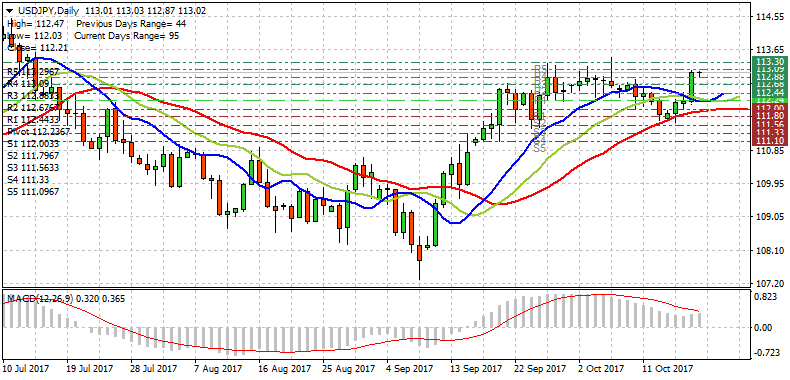 USDJPY,Daily 113.01 113.03 112.87 113.02
High= 112.47 Previous Days Range= 44
Low= 112.03 Current Days Range= 95
Close= 112.21
R5 113.2967
R4
R3
R2 112.6767
R1 112.4433
Pivot 112.2367
S1 112.0033
S2 111.7967
S3 111.5633
S4 111.33
S5 111.0967
114.55
113.65
113.30
113.09
112.88
112.68
112.44
112.24
112.00
111.80
111.56
111.33
111.10
110.85
109.95
109.05
108.10
107.20
MACD(12,26,9) 0.320 0.365
0.823
0.00
-0.723
10 Jul 2017 19 Jul 2017 28 Jul 2017 7 Aug 2017 16 Aug 2017 25 Aug 2017 4 Sep 2017 13 Sep 2017 22 Sep 2017 2 Oct 2017 11 Oct 2017